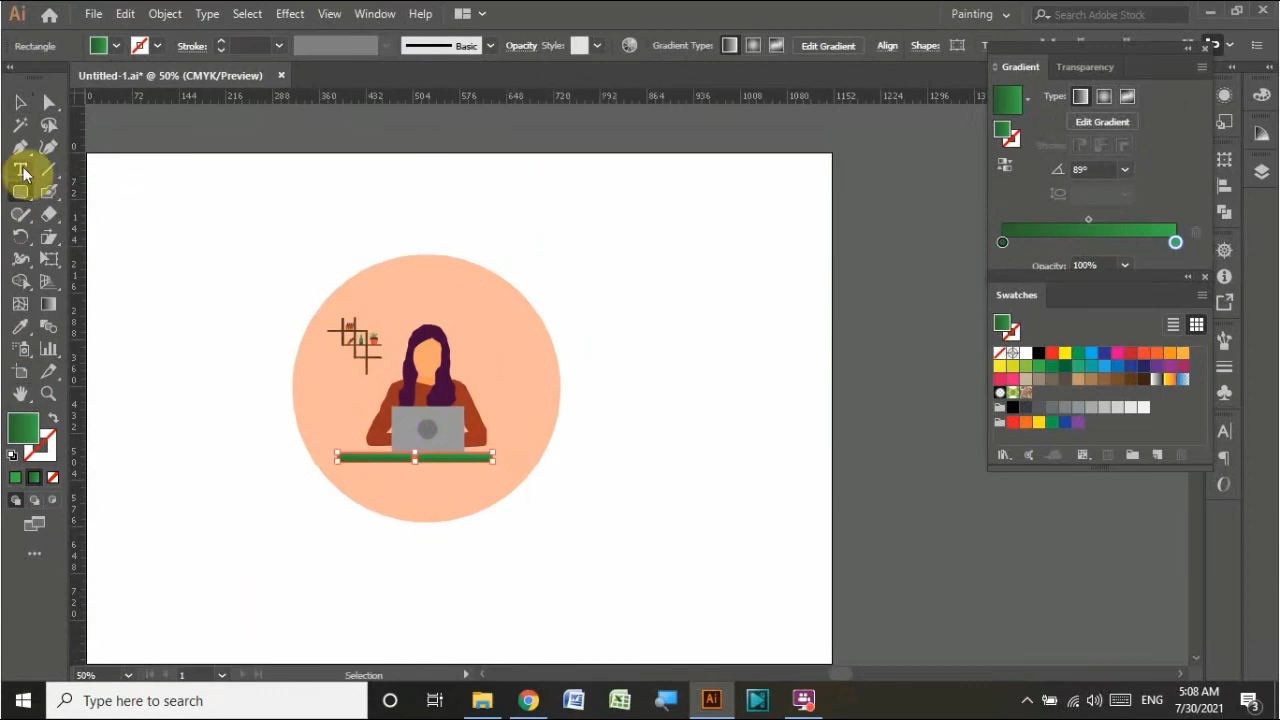 Ai File Edit Object Type Select Effect View Window Help Painting Search Adobe Stock
Rectangle Stroke: Basic Opacity Style: Gradient Type: Edit Gradient Align Shape:
Untitled-1.ai* @ 50% (CMYK/Preview)
0 72 144 216 288 360 432 504 576 648 720 792 864 936 1008 1080 1152 1224 1296
Gradient Transparency
Type:
Edit Gradient
Stroke:
89°
Opacity: 100%
Swatches
50% 1 Selection
Type here to search
ENG
5:08 AM
7/30/2021
3